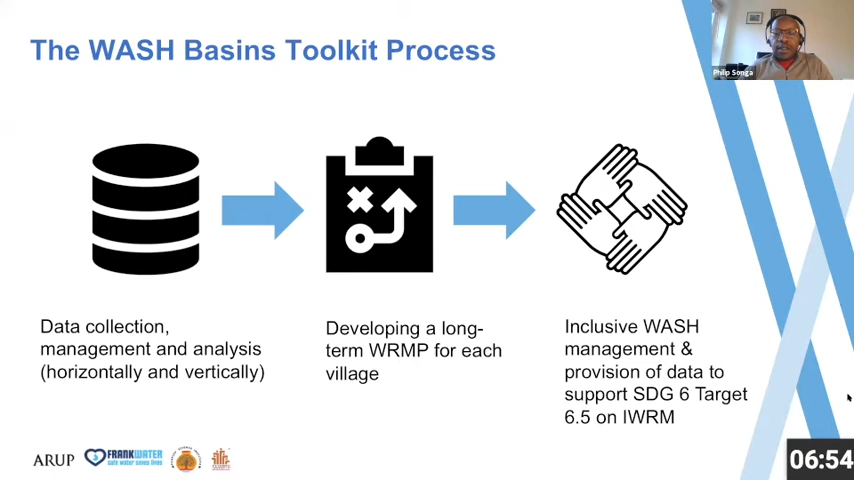 The WASH Basins Toolkit Process
Philip Songa
Data collection,
management and analysis
(horizontally and vertically)
Developing a long-
term WRMP for each
village
Inclusive WASH
management &
provision of data to
support SDG 6 Target
6.5 on IWRM
ARUP
FRANKWATER
safe water saves lives
06:54